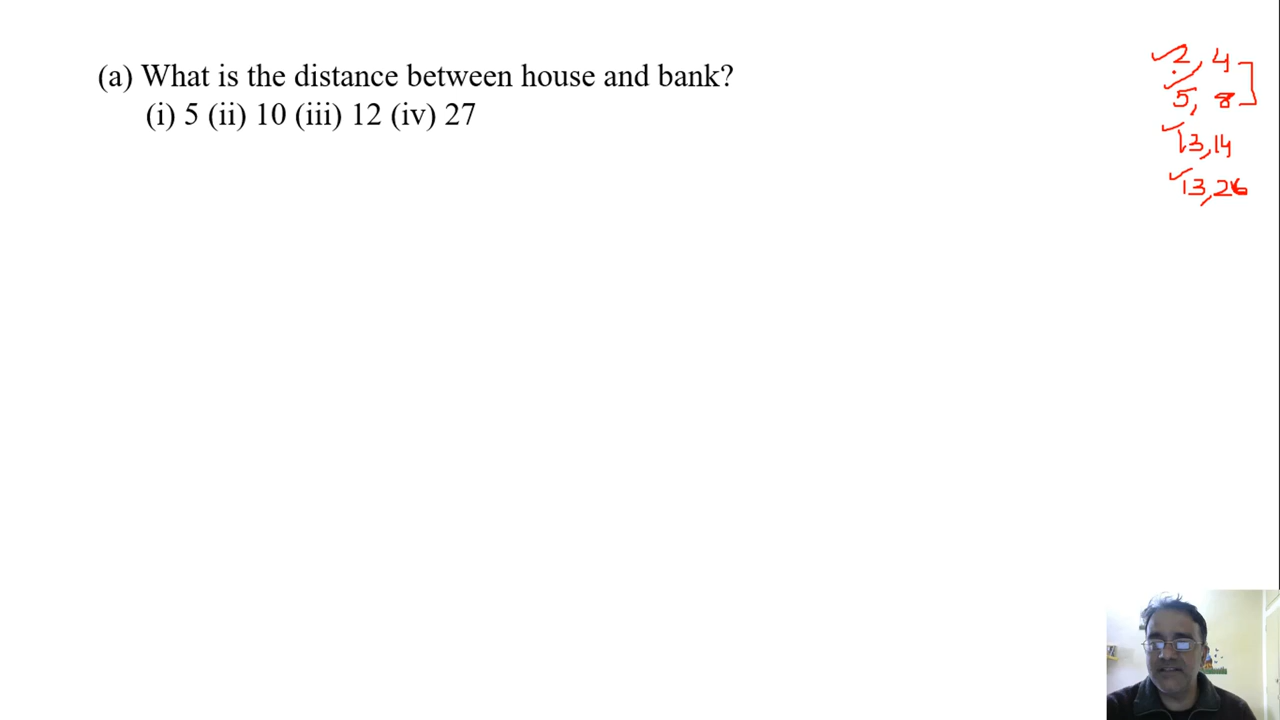 (a) What is the distance between house and bank?
(i) 5 (ii) 10 (iii) 12 (iv) 27
2, 4
5, 8
13, 14
13, 26